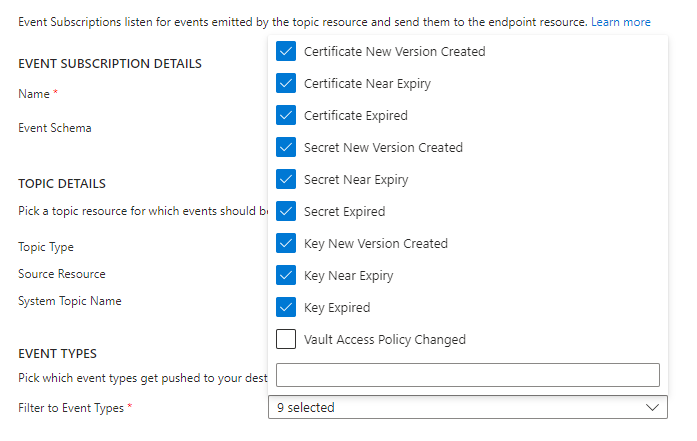 Event Subscriptions listen for events emitted by the topic resource and send them to the endpoint resource. Learn more
EVENT SUBSCRIPTION DETAILS
Name *
Event Schema
TOPIC DETAILS
Pick a topic resource for which events should b
Topic Type
Source Resource
System Topic Name
EVENT TYPES
Pick which event types get pushed to your dest
Filter to Event Types *
Certificate New Version Created
Certificate Near Expiry
Certificate Expired
Secret New Version Created
Secret Near Expiry
Secret Expired
Key New Version Created
Key Near Expiry
Key Expired
Vault Access Policy Changed
9 selected